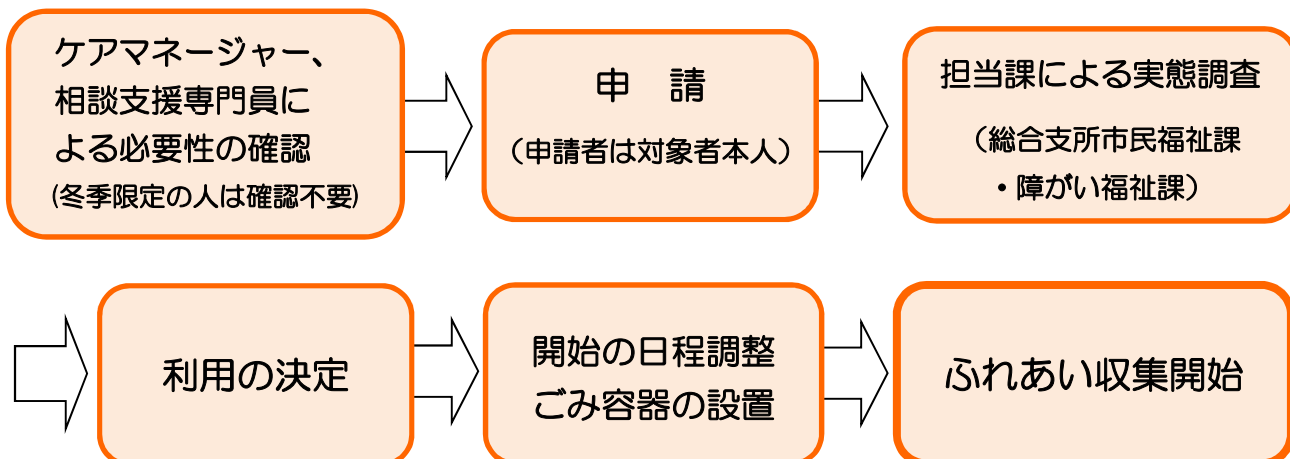 ケアマネージャー、
相談支援専門員に
よる必要性の確認
(冬季限定の人は確認不要)
申　請
（申請者は対象者本人）
担当課による実態調査
（総合支所市民福祉課
・障がい福祉課）
利用の決定
開始の日程調整
ごみ容器の設置
ふれあい収集開始